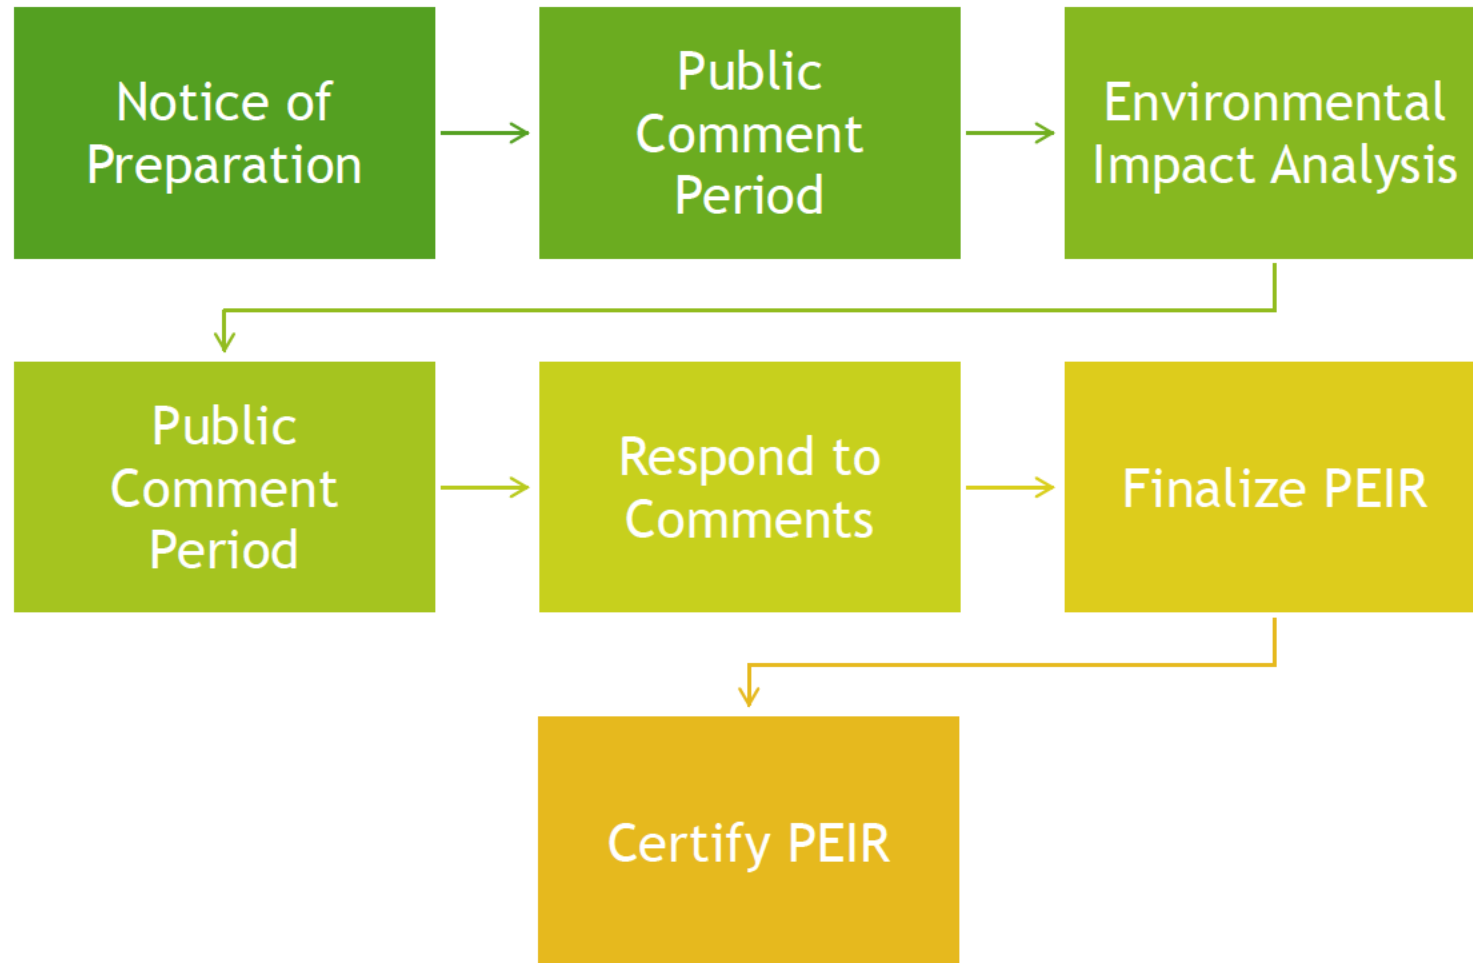 Notice of
Preparation
Public
Comment
Period
Environmental
Impact Analysis
Public
Comment
Period
Respond to
Comments
Finalize PEIR
Certify PEIR